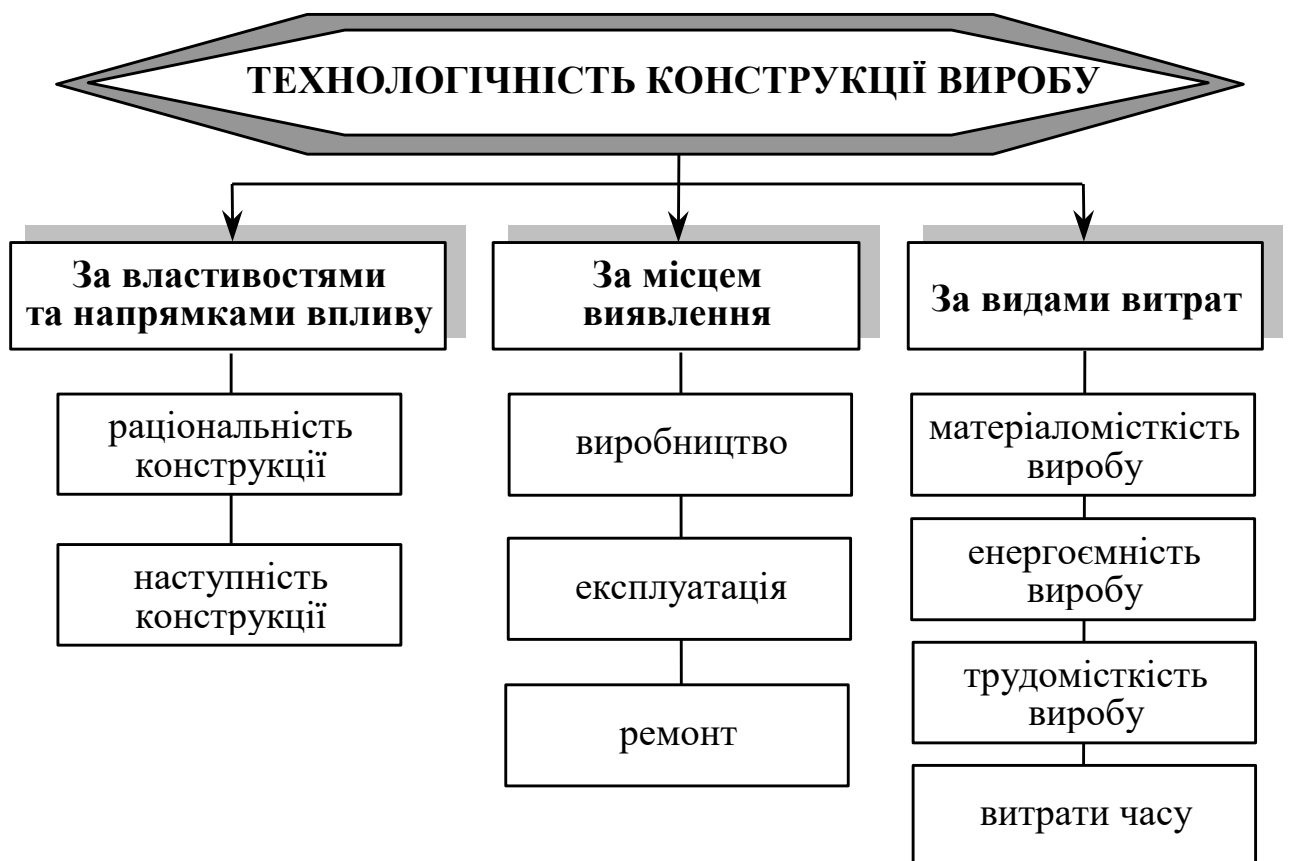 ТЕХНОЛОГІЧНІСТЬ КОНСТРУКЦІЇ ВИРОБУ
За властивостями
та напрямками впливу
раціональність
конструкції
наступність
конструкції
За місцем
виявлення
виробництво
експлуатація
ремонт
За видами витрат
матеріаломісткість
виробу
енергоємність
виробу
трудомісткість
виробу
витрати часу